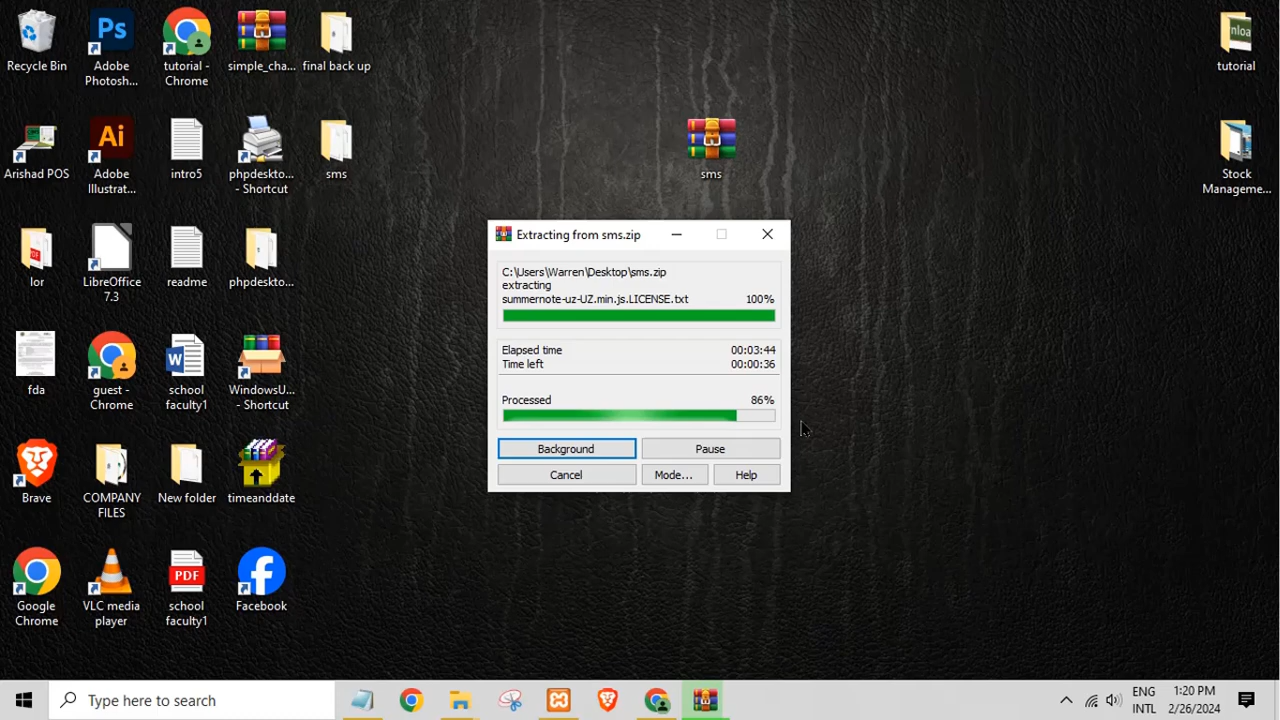 Recycle Bin
Adobe
Photosh...
tutorial -
Chrome
simple_cha...
final back up
nloa
tutorial
Arishad POS
Adobe
Illustrat...
intro5
phpdeskto...
- Shortcut
sms
sms
Stock
Manageme...
lor
LibreOffice
7.3
readme
phpdeskto...
fda
guest -
Chrome
school
faculty1
WindowsU...
- Shortcut
Brave
COMPANY
FILES
New folder
timeanddate
Google
Chrome
VLC media
player
PDF
school
faculty1
Facebook
Extracting from sms.zip
C:\Users\Warren\Desktop\sms.zip
extracting
summernote-uz-UZ.min.js.LICENSE.txt 100%
Elapsed time 00:03:44
Time left 00:00:36
Processed 86%
Background Pause
Cancel Mode... Help
Type here to search
ENG
INTL
1:20 PM
2/26/2024